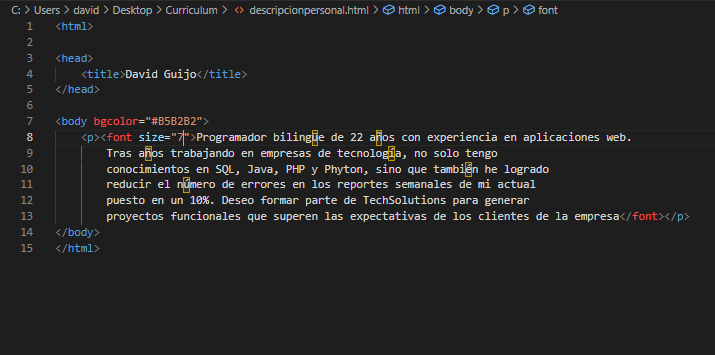 C: > Users > david > Desktop > Curriculum > descripcionpersonal.html > html > body > p > font
1 <html>
2
3 <head>
4 <title>David Guijo</title>
5 </head>
6
7 <body bgcolor="#B5B2B2">
8 <p><font size="7">Programador bilingüe de 22 años con experiencia en aplicaciones web.
9 Tras años trabajando en empresas de tecnología, no solo tengo
10 conocimientos en SQL, Java, PHP y Phyton, sino que también he logrado
11 reducir el número de errores en los reportes semanales de mi actual
12 puesto en un 10%. Deseo formar parte de TechSolutions para generar
13 proyectos funcionales que superen las expectativas de los clientes de la empresa</font></p>
14 </body>
15 </html>